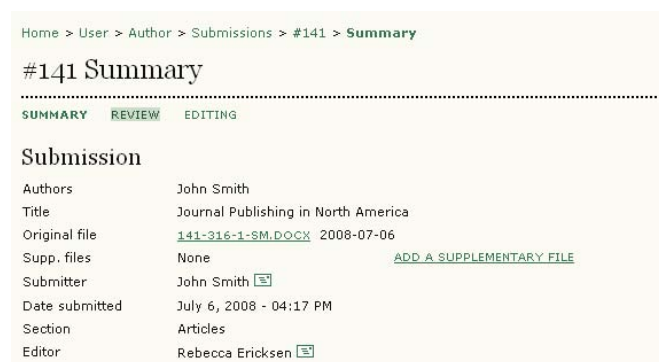 Home > User > Author > Submissions > #141 > Summary
#141 Summary
SUMMARY REVIEW EDITING
Submission
Authors John Smith
Title Journal Publishing in North America
Original file 141-316-1-SM.DOCX 2008-07-06
Supp. files None ADD A SUPPLEMENTARY FILE
Submitter John Smith
Date submitted July 6, 2008 - 04:17 PM
Section Articles
Editor Rebecca Ericksen